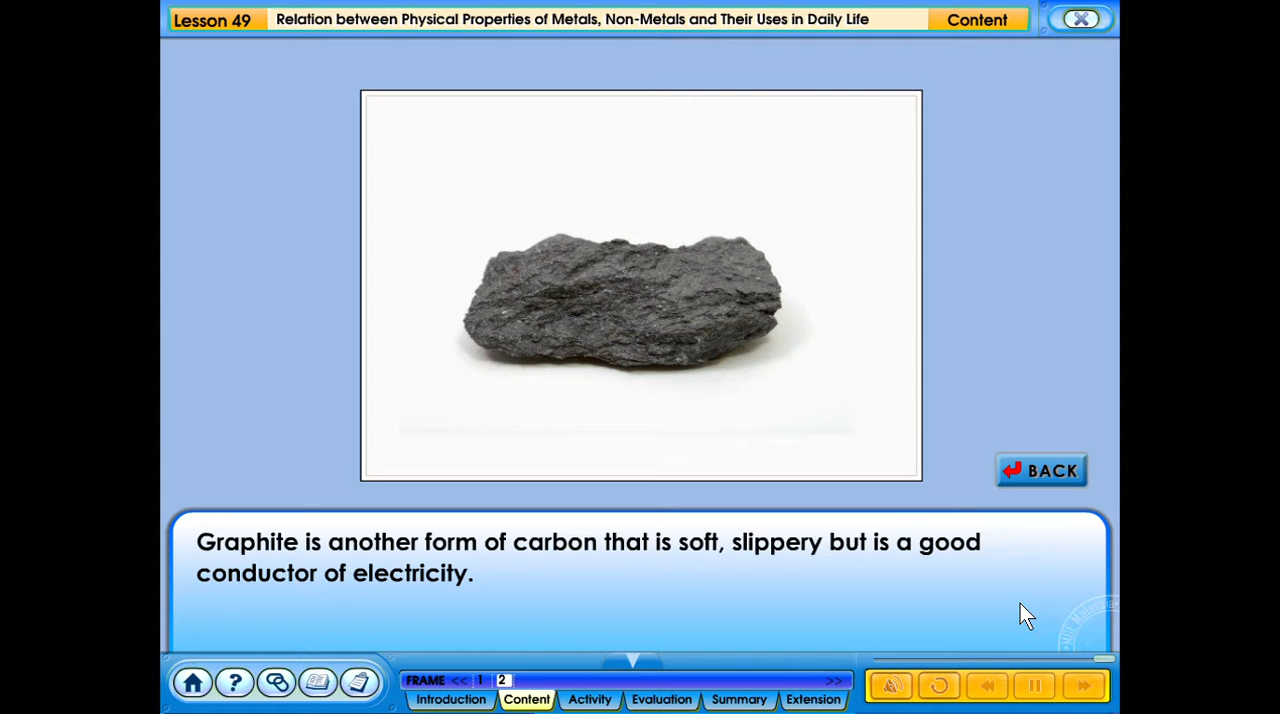 Lesson 49
Relation between Physical Properties of Metals, Non-Metals and Their Uses in Daily Life
Content
BACK
Graphite is another form of carbon that is soft, slippery but is a good
conductor of electricity.
FRAME << 1 2 >>
Introduction Content Activity Evaluation Summary Extension